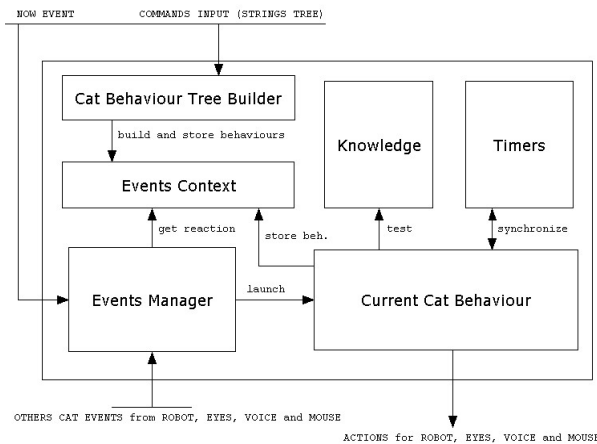 NOW EVENT
COMMANDS INPUT (STRINGS TREE)
Cat Behaviour Tree Builder
build and store behaviours
Knowledge
Timers
Events Context
get reaction
store beh.
test
synchronize
Events Manager
launch
Current Cat Behaviour
OTHERS CAT EVENTS from ROBOT, EYES, VOICE and MOUSE
ACTIONS for ROBOT, EYES, VOICE and MOUSE